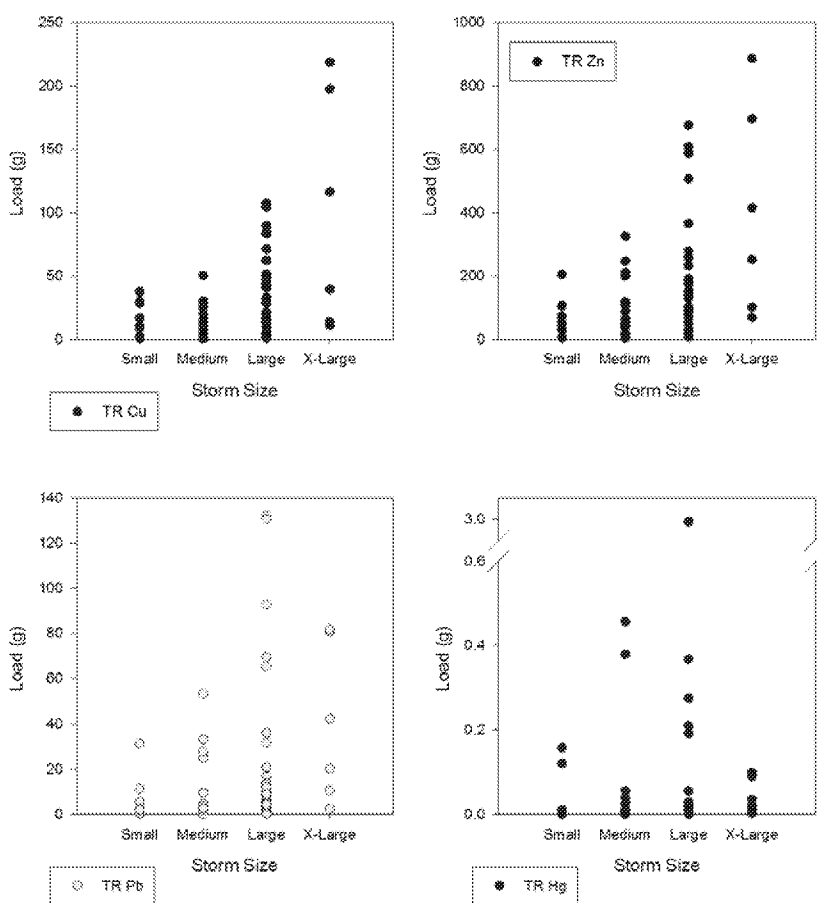 250
200
150
100
50
0
Load (g)
Small Medium Large X-Large
Storm Size
TR Cu
1000
800
600
400
200
0
Load (g)
TR Zn
Small Medium Large X-Large
Storm Size
140
120
100
80
60
40
20
0
Load (g)
Small Medium Large X-Large
Storm Size
TR Pb
3.0
0.6
0.4
0.2
0.0
Load (g)
Small Medium Large X-Large
Storm Size
TR Hg